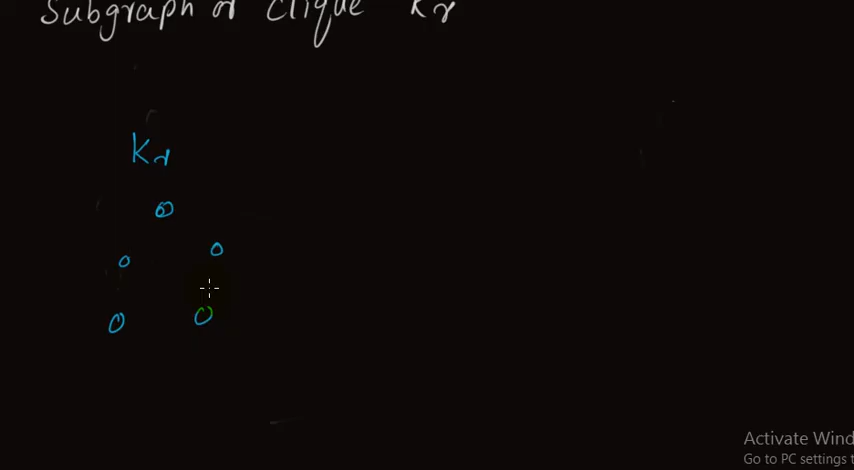 Subgraph of Clique Kr
Kr
Activate Wind
Go to PC settings t